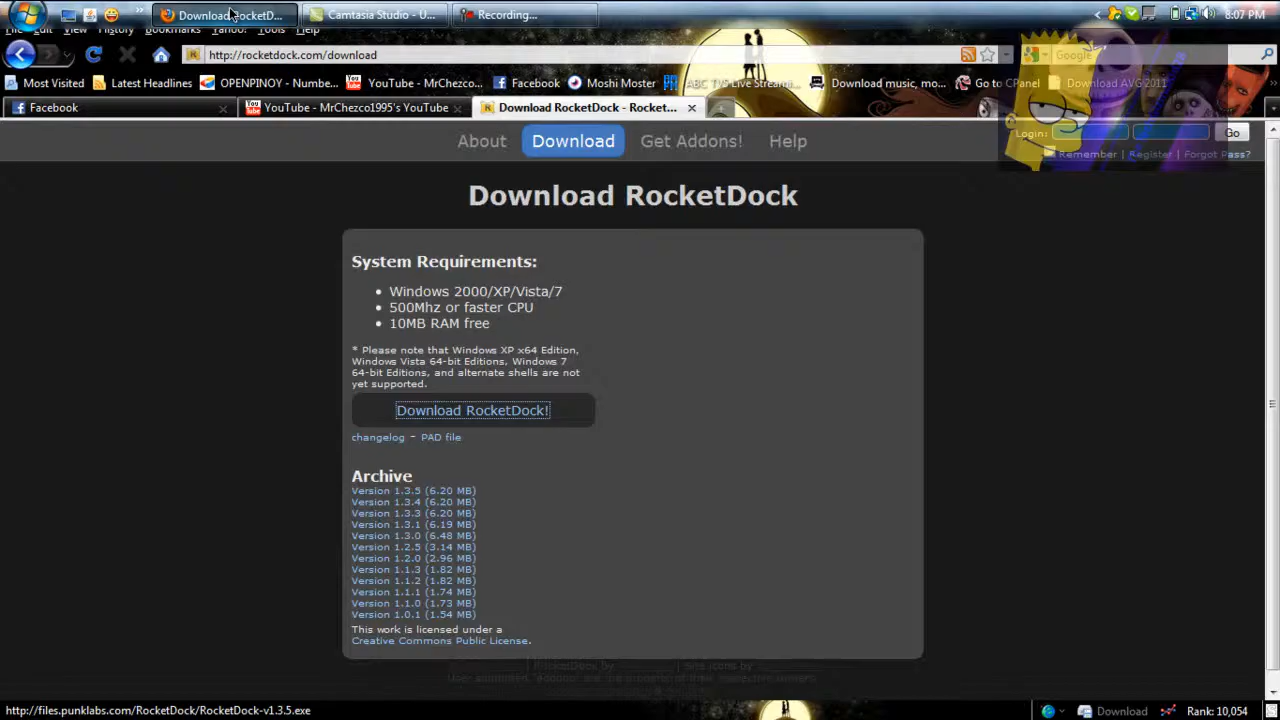 Download RocketD...
Camtasia Studio - U...
Recording...
8:07 PM
File Edit View History Bookmarks Yahoo! Tools Help
http://rocketdock.com/download
Google
Most Visited
Latest Headlines
OPENPINOY - Numbe...
YouTube - MrChezco...
Facebook
Moshi Moster
ABC TV5 Live Streami...
Download music, mo...
Go to CPanel
Download AVG 2011
Facebook
YouTube - MrChezco1995's YouTube
Download RocketDock - Rocket...
About
Download
Get Addons!
Help
Login:
Go
Remember | Register | Forgot Pass?
Download RocketDock
System Requirements:
• Windows 2000/XP/Vista/7
• 500Mhz or faster CPU
• 10MB RAM free
* Please note that Windows XP x64 Edition,
Windows Vista 64-bit Editions, Windows 7
64-bit Editions, and alternate shells are not
yet supported.
Download RocketDock!
changelog - PAD file
Archive
Version 1.3.5 (6.20 MB)
Version 1.3.4 (6.20 MB)
Version 1.3.3 (6.20 MB)
Version 1.3.1 (6.19 MB)
Version 1.3.0 (6.48 MB)
Version 1.2.5 (3.14 MB)
Version 1.2.0 (2.96 MB)
Version 1.1.3 (1.82 MB)
Version 1.1.2 (1.82 MB)
Version 1.1.1 (1.74 MB)
Version 1.1.0 (1.73 MB)
Version 1.0.1 (1.54 MB)
This work is licensed under a
Creative Commons Public License.
RocketDock by
Site icons by
http://files.punklabs.com/RocketDock/RocketDock-v1.3.5.exe
Download
Rank: 10,054